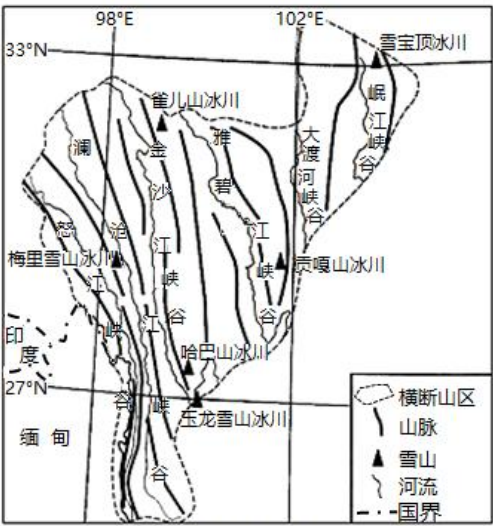 98°E
102°E
33°N
雪宝顶冰川
岷江峡谷
雀儿山冰川
澜沧江峡谷
金沙江峡谷
雅砻江峡谷
大渡河峡谷
怒江峡谷
梅里雪山冰川
贡嘎山冰川
印度
哈巴山冰川
27°N
玉龙雪山冰川
缅甸
横断山区
山脉
雪山
河流
国界